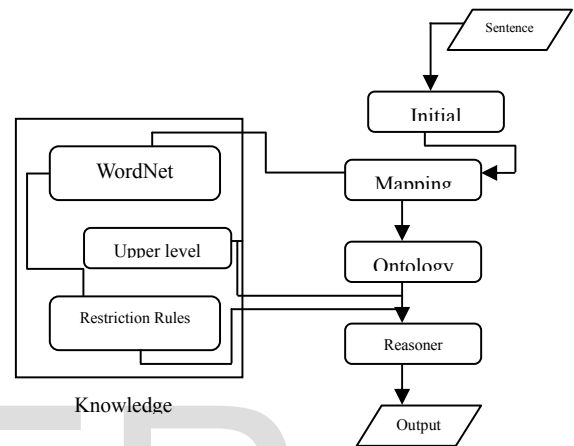 Sentence
Initial
WordNet
Mapping
Upper level
Ontology
Restriction Rules
Reasoner
Knowledge
Output